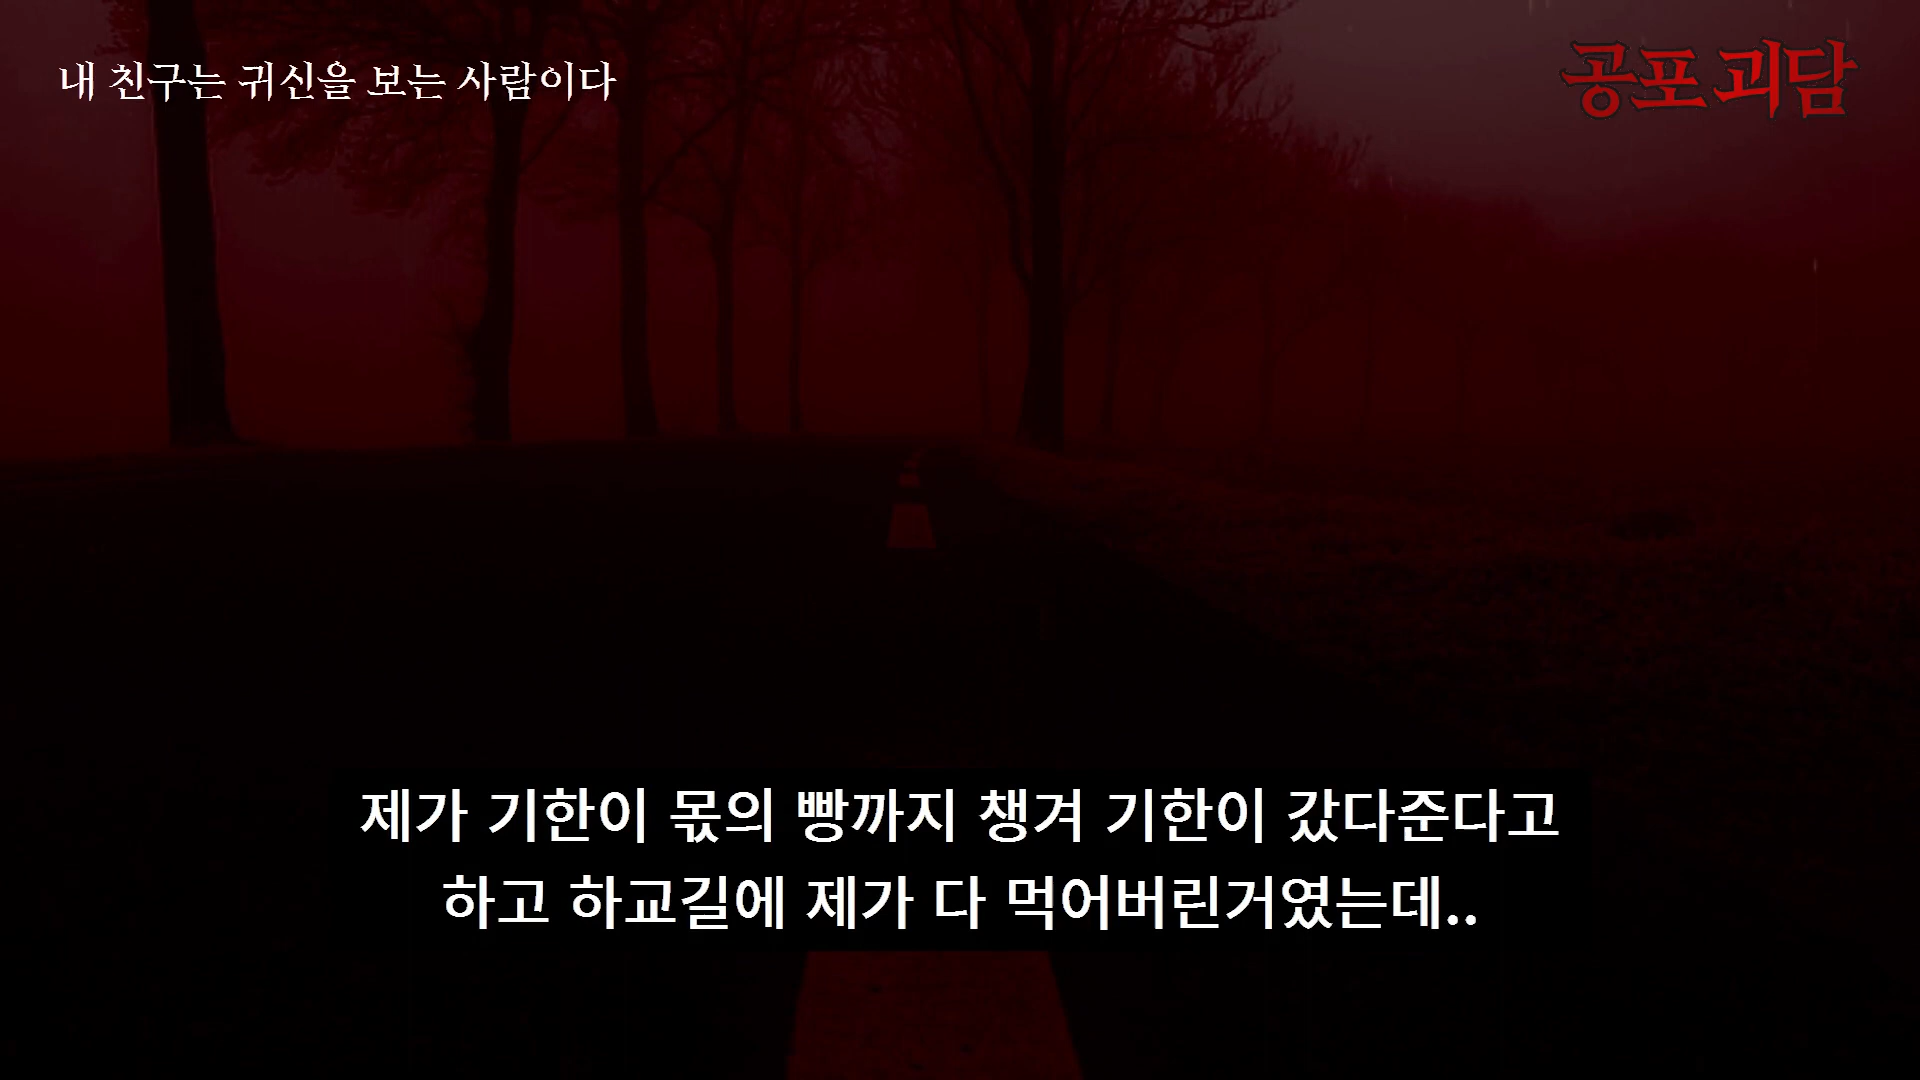 내 친구는 귀신을 보는 사람이다
공포 괴담
제가 기한이 몫의 빵까지 챙겨 기한이 갔다준다고
하고 하교길에 제가 다 먹어버린거였는데..